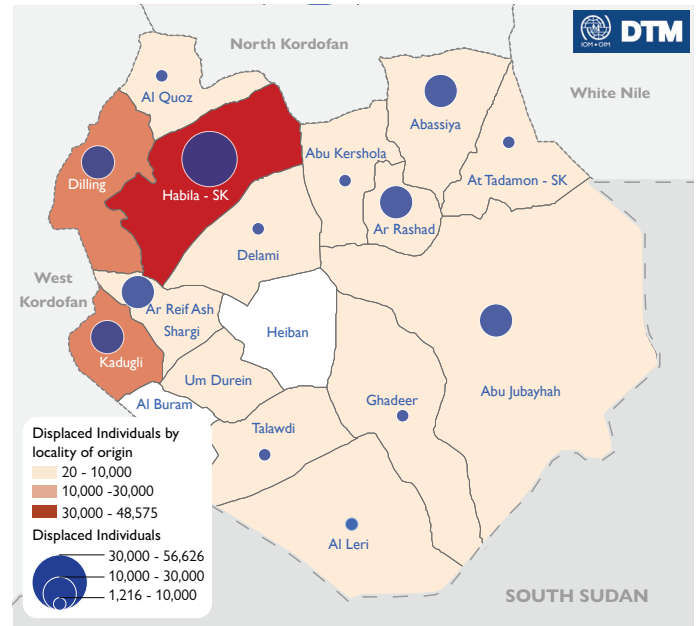 North Kordofan
IOM • OIM
DTM
White Nile
Al Quoz
Abassiya
Abu Kershola
At Tadamon - SK
Dilling
Habila - SK
Ar Rashad
Delami
West
Kordofan
Ar Reif Ash
Shargi
Heiban
Kadugli
Um Durein
Abu Jubayhah
Al Buram
Ghadeer
Talawdi
Al Leri
SOUTH SUDAN
Displaced Individuals by
locality of origin
20 - 10,000
10,000 -30,000
30,000 - 48,575
Displaced Individuals
30,000 - 56,626
10,000 - 30,000
1,216 - 10,000